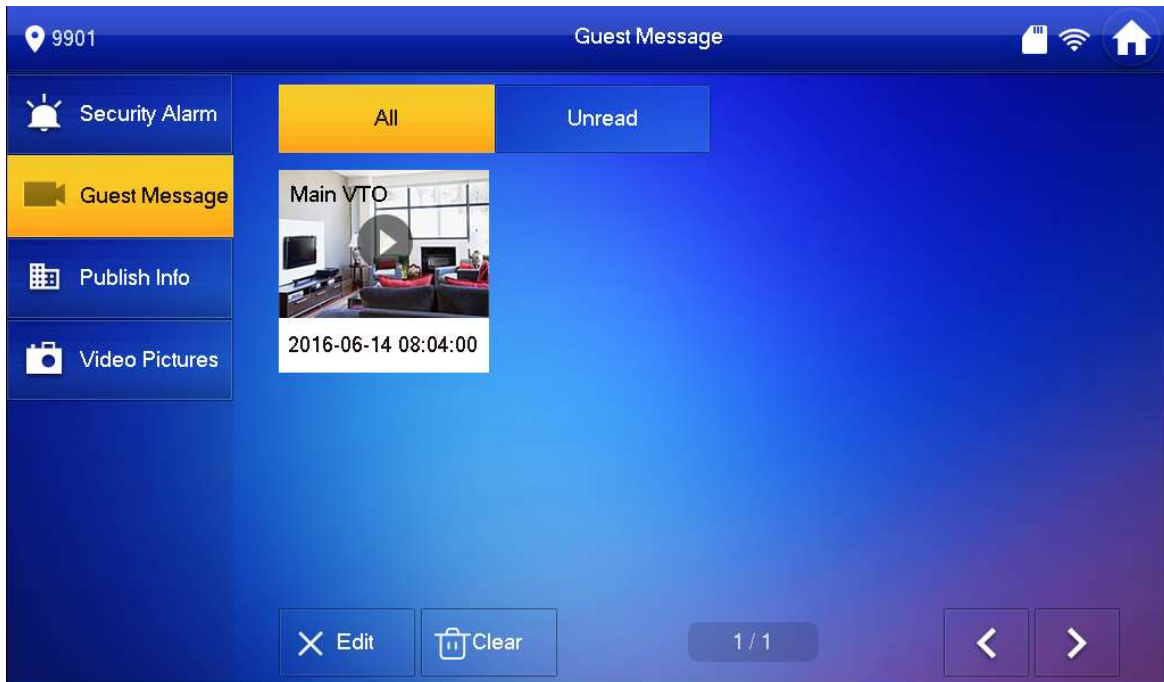 9901
Guest Message
Security Alarm
Guest Message
Publish Info
Video Pictures
All
Unread
Main VTO
2016-06-14 08:04:00
Edit
Clear
1 / 1